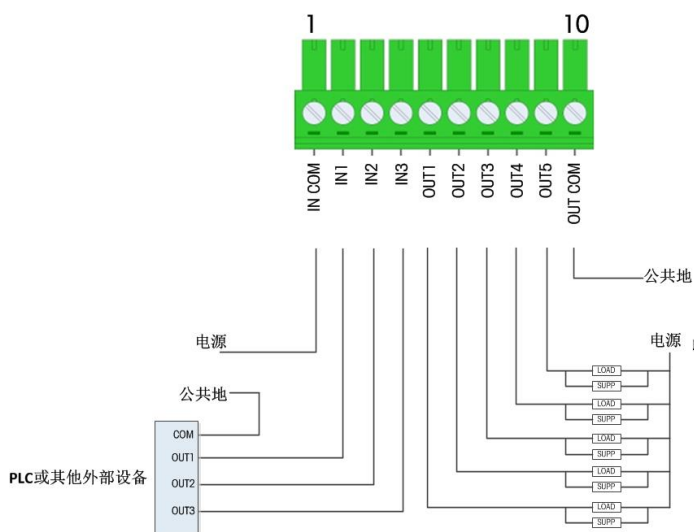 1 10
IN COM
IN1
IN2
IN3
OUT1
OUT2
OUT3
OUT4
OUT5
OUT COM
公共地
电源
电源
公共地
LOAD
SUPP
LOAD
SUPP
LOAD
SUPP
LOAD
SUPP
LOAD
SUPP
COM
OUT1
PLC或其他外部设备
OUT2
OUT3